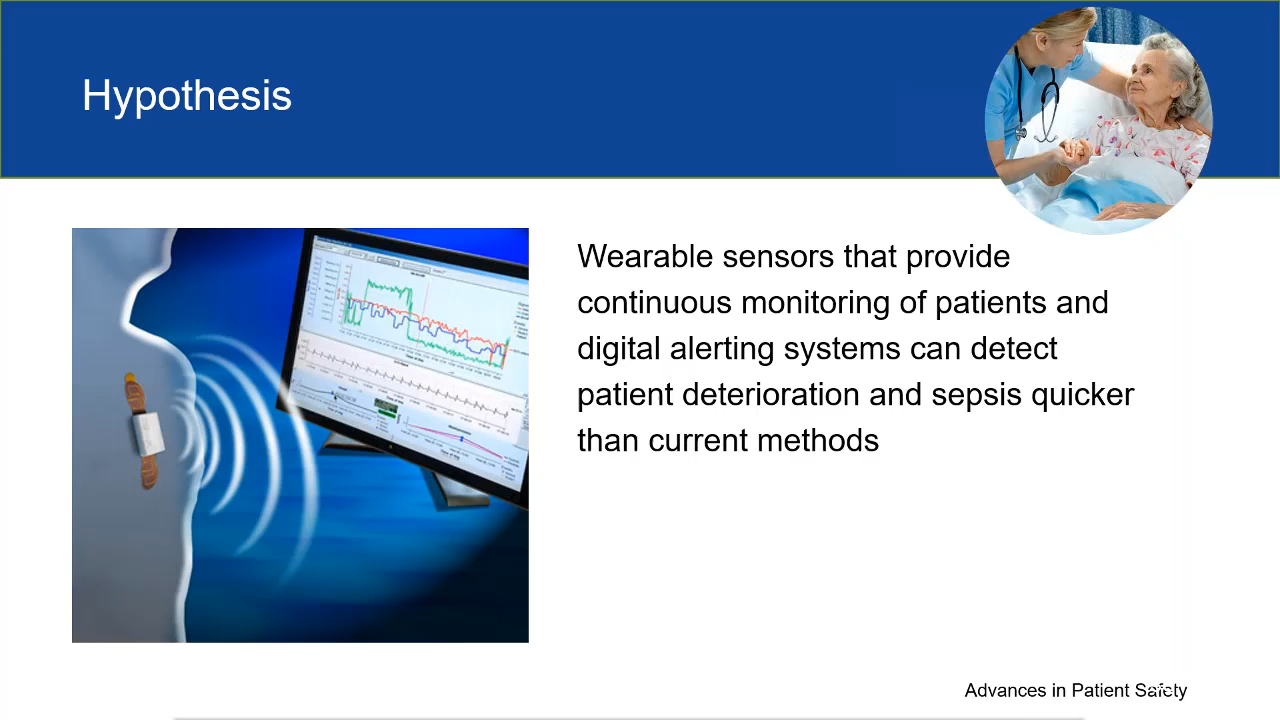 Hypothesis
Wearable sensors that provide
continuous monitoring of patients and
digital alerting systems can detect
patient deterioration and sepsis quicker
than current methods
Advances in Patient Safety